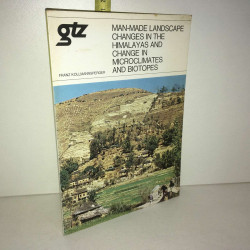 gtz
MAN-MADE LANDSCAPE
CHANGES IN THE
HIMALAYAS AND
CHANGE IN
MICROCLIMATES
AND BIOTOPES
FRANZ KOLLMANNSPERGER